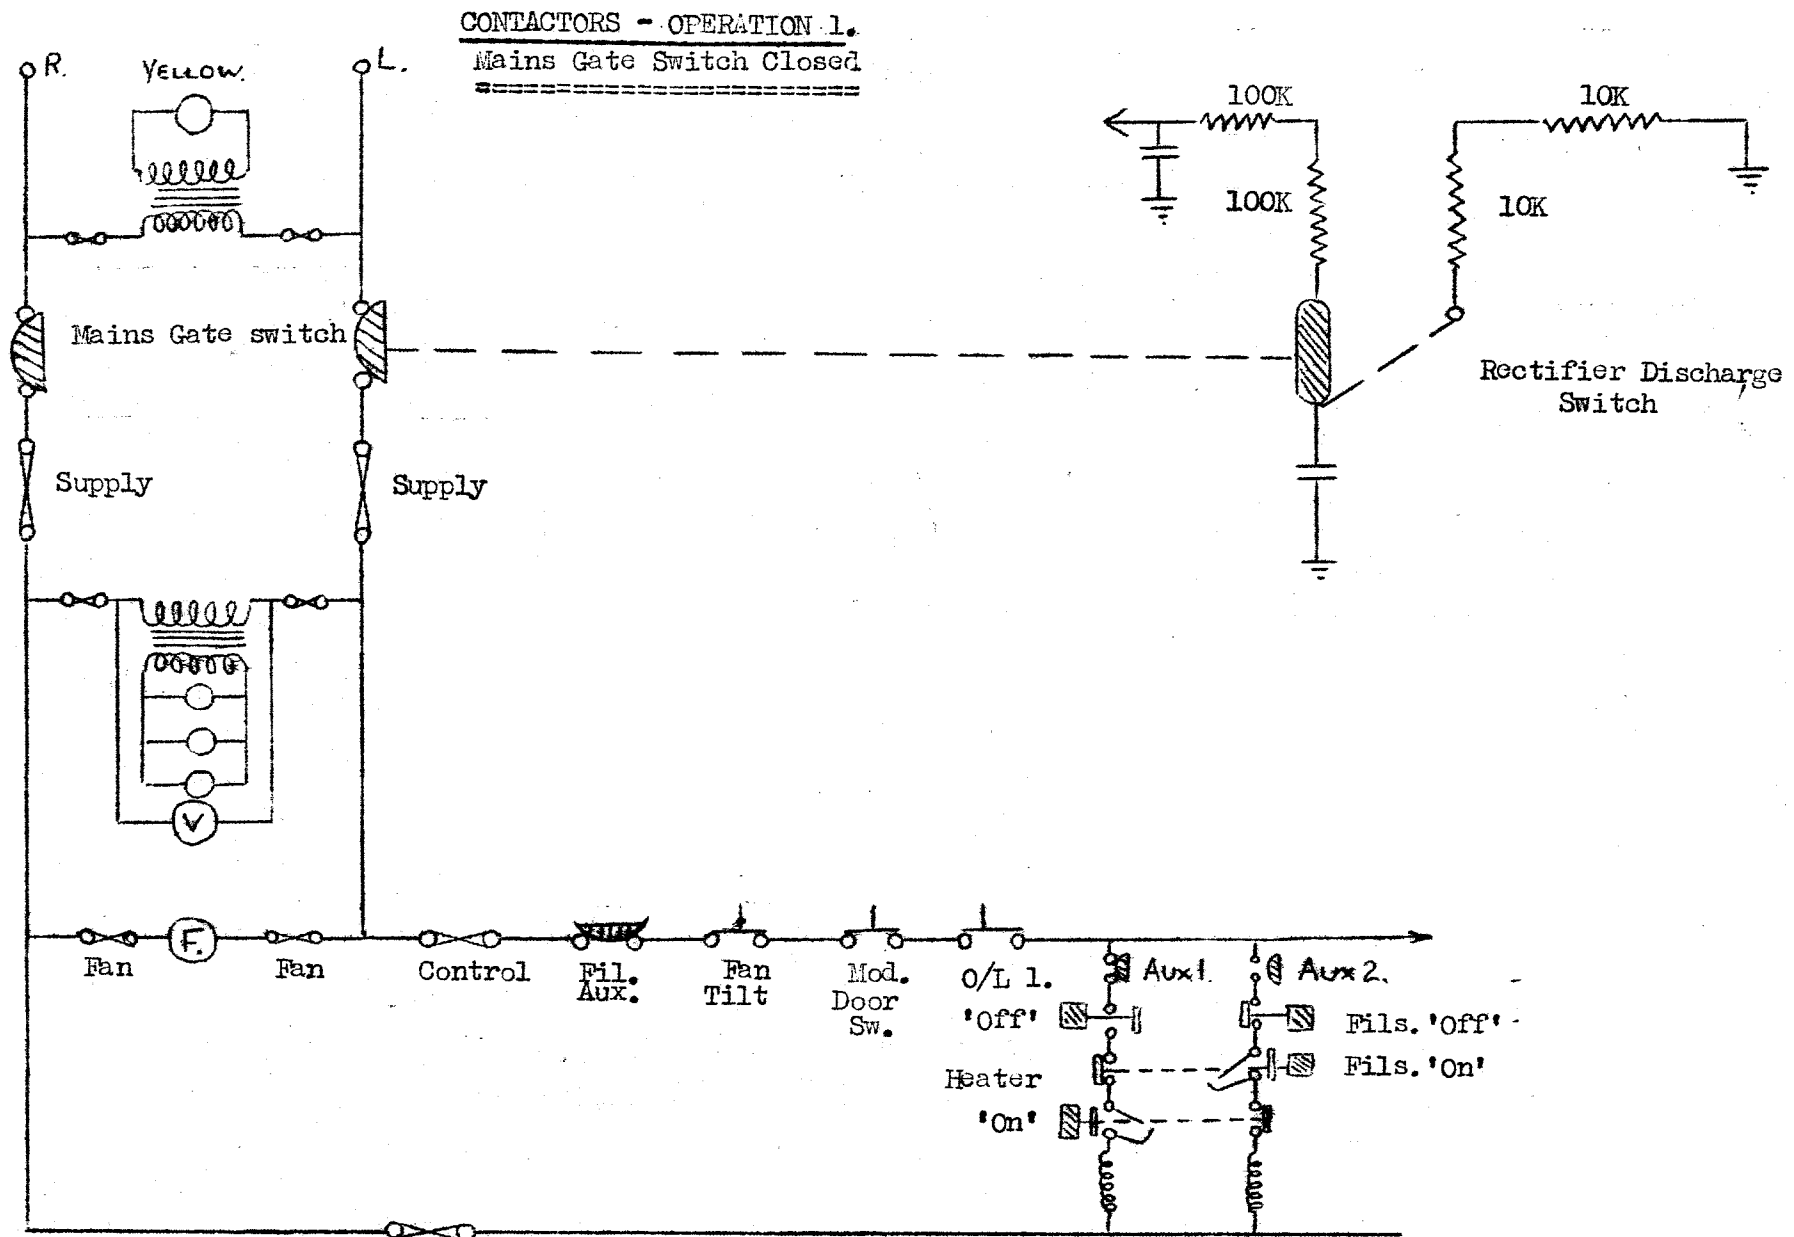 CONTACTORS - OPERATION 1.
Mains Gate Switch Closed
R.
YELLOW.
L.
100K
10K
100K
10K
Mains Gate switch
Rectifier Discharge
Switch
Supply
Supply
V
F.
Fan
Fan
Control
Fil.
Aux.
Fan
Tilt
Mod.
Door
Sw.
O/L 1.
Aux 1.
Aux 2.
'Off'
Fils. 'Off'
Heater
Fils. 'On'
'On'